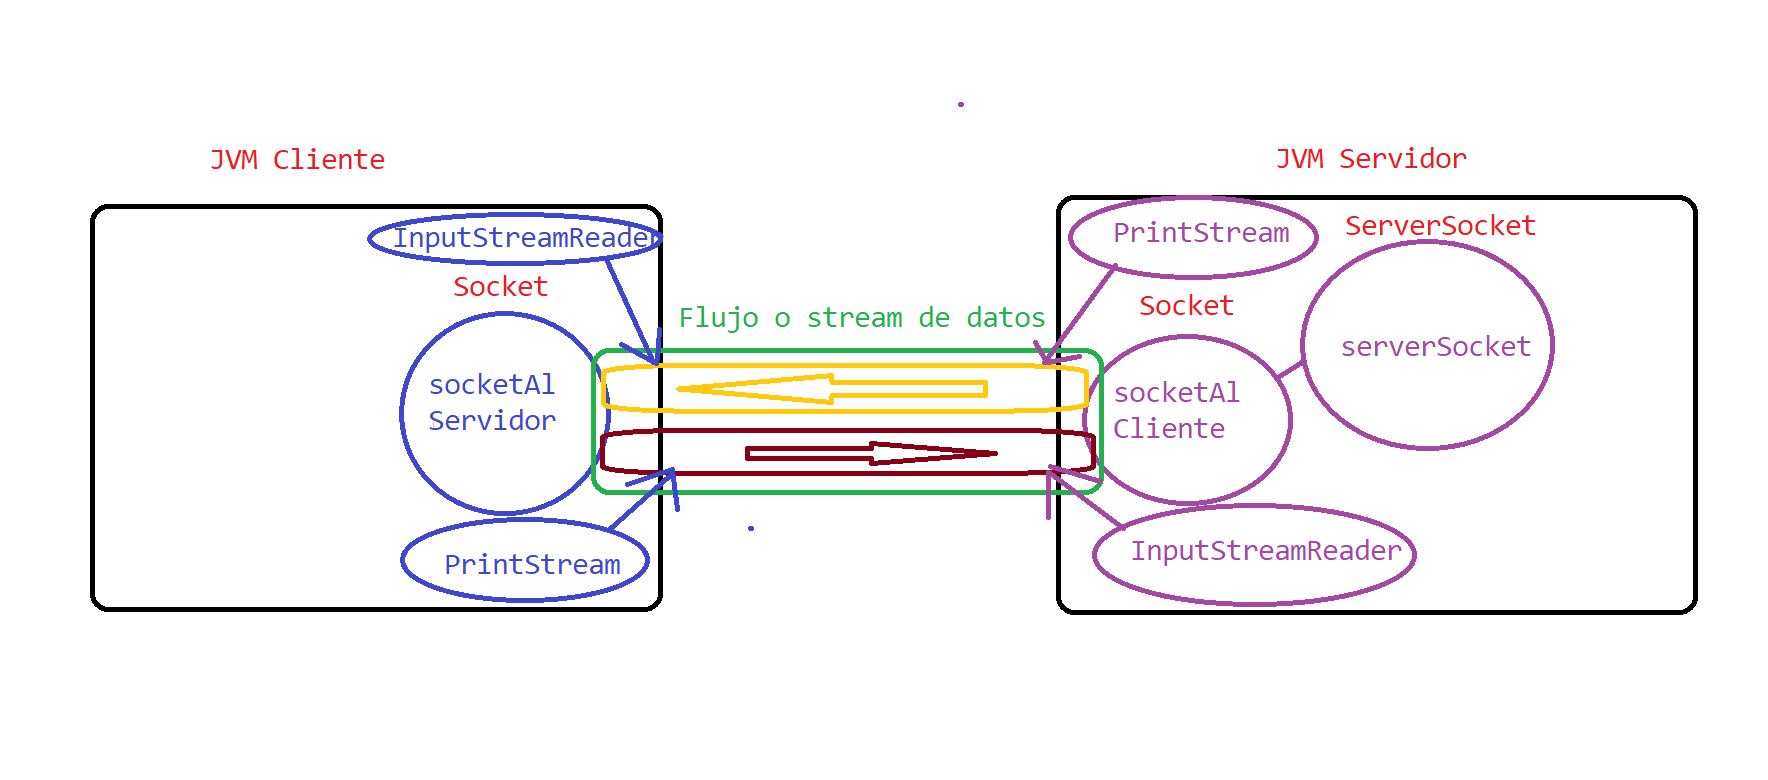 JVM Cliente
JVM Servidor
InputStreamReader
Socket
socketAl
Servidor
PrintStream
Flujo o stream de datos
PrintStream
ServerSocket
Socket
serverSocket
socketAl
Cliente
InputStreamReader